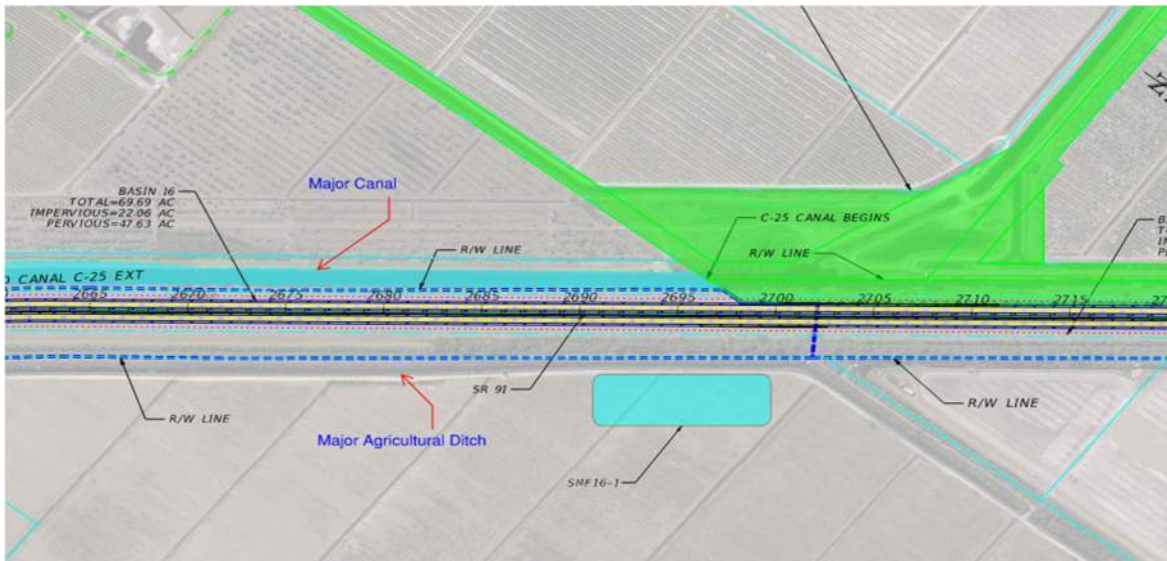 BASIN 16
TOTAL=69.69 AC
IMPERVIOUS=22.06 AC
PERVIOUS=47.63 AC
Major Canal
R/W LINE
C-25 CANAL BEGINS
R/W LINE
CANAL C-25 EXT
2665 2670 2675 2680 2685 2690 2695 2700 2705 2710 2715
SR 91
R/W LINE
R/W LINE
Major Agricultural Ditch
SMF16-1